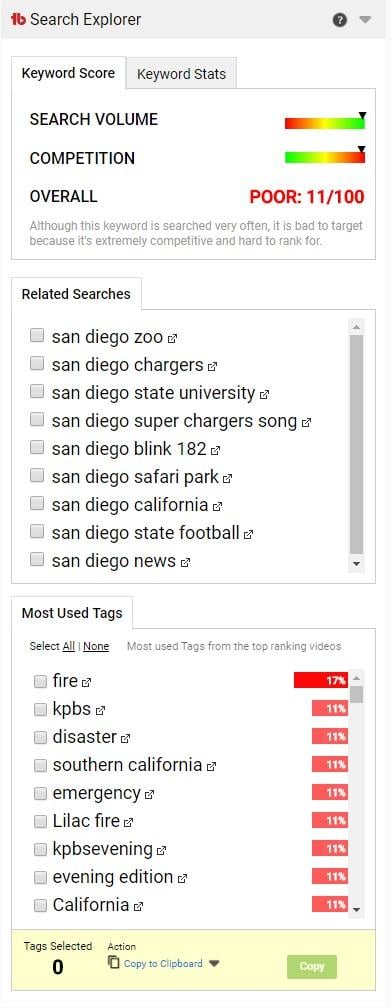 tb Search Explorer ?
Keyword Score Keyword Stats
SEARCH VOLUME
COMPETITION
OVERALL POOR: 11/100
Although this keyword is searched very often, it is bad to target
because it's extremely competitive and hard to rank for.
Related Searches
san diego zoo
san diego chargers
san diego state university
san diego super chargers song
san diego blink 182
san diego safari park
san diego california
san diego state football
san diego news
Most Used Tags
Select All | None Most used Tags from the top ranking videos
fire 17%
kpbs 11%
disaster 11%
southern california 11%
emergency 11%
Lilac fire 11%
kpbsevening 11%
evening edition 11%
California 11%
Tags Selected Action
0 Copy to Clipboard Copy